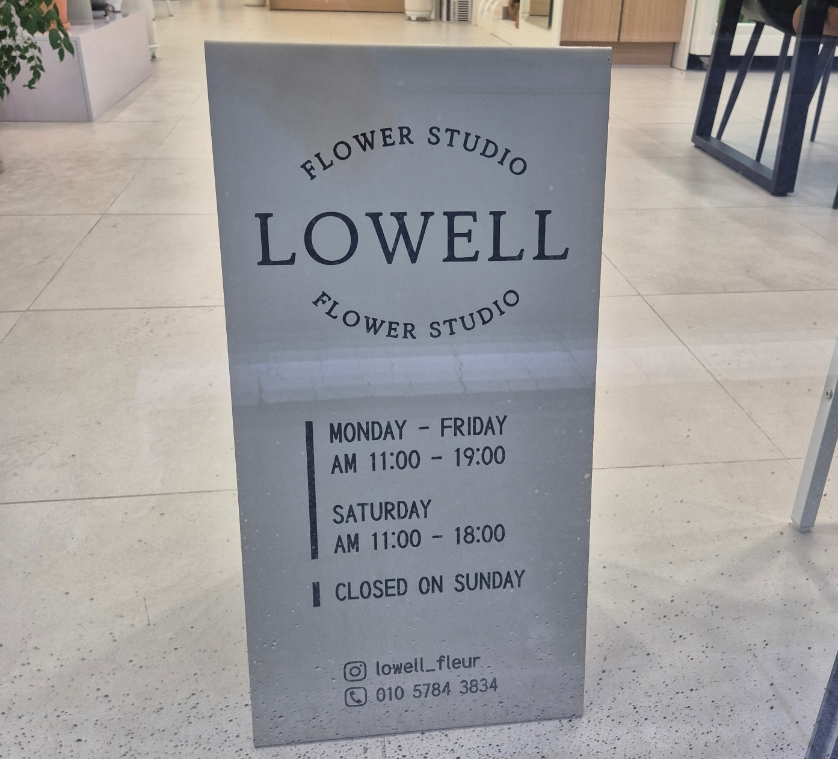 FLOWER STUDIO
LOWELL
FLOWER STUDIO
MONDAY - FRIDAY
AM 11:00 - 19:00
SATURDAY
AM 11:00 - 18:00
CLOSED ON SUNDAY
lowell_fleur
010 5784 3834